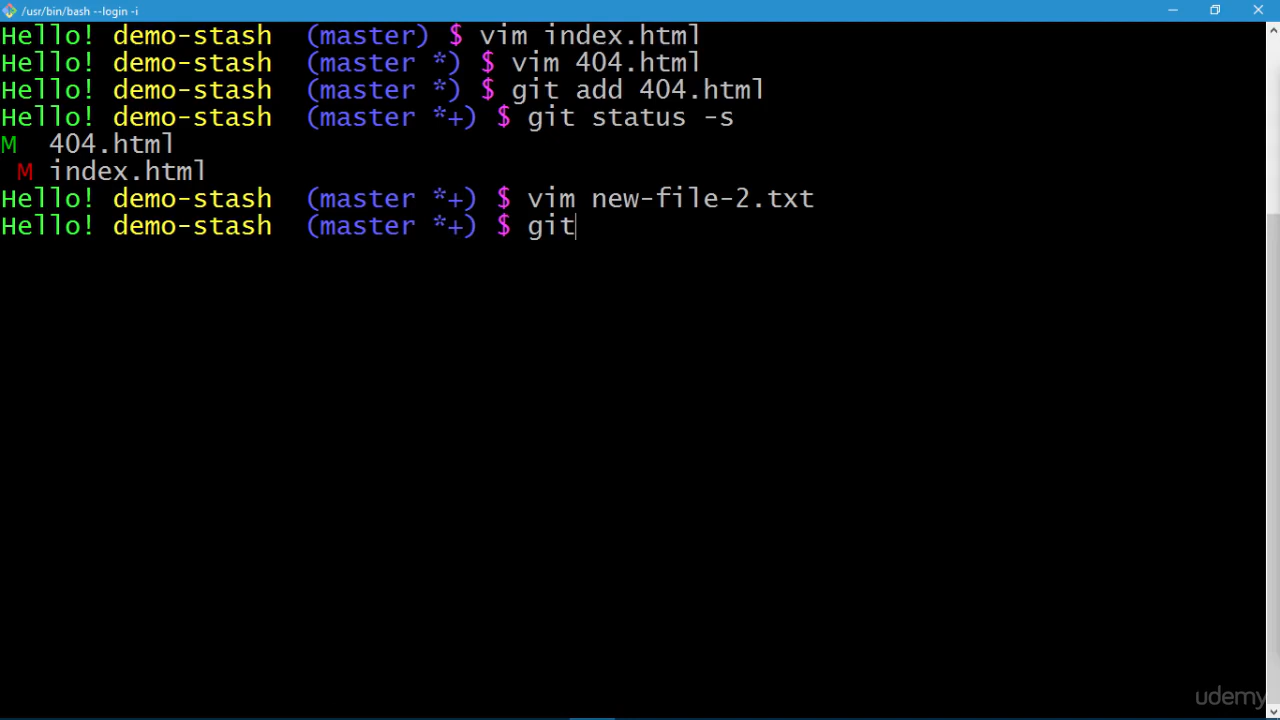 /usr/bin/bash --login -i
Hello! demo-stash (master) $ vim index.html
Hello! demo-stash (master *) $ vim 404.html
Hello! demo-stash (master *) $ git add 404.html
Hello! demo-stash (master *+) $ git status -s
M 404.html
M index.html
Hello! demo-stash (master *+) $ vim new-file-2.txt
Hello! demo-stash (master *+) $ git
udemy